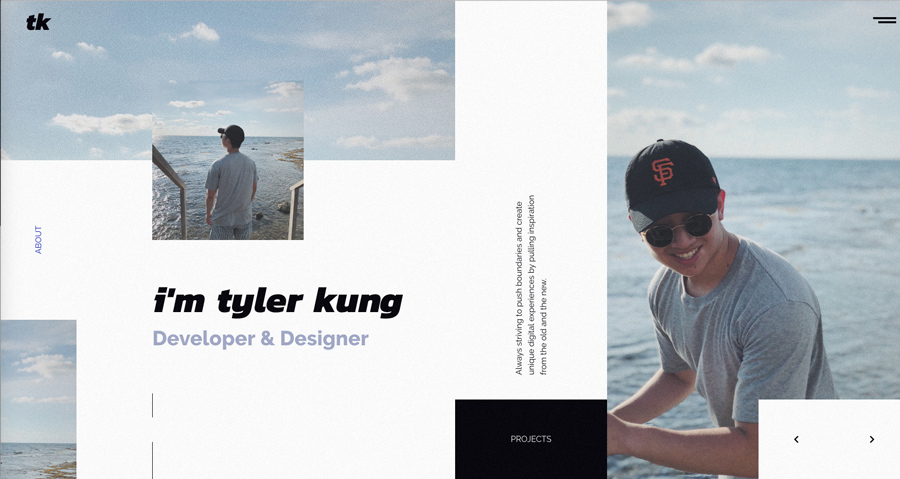 tk
ABOUT
i'm tyler kung
Developer & Designer
Always striving to push boundaries and create
unique digital experiences by pulling inspiration
from the old and the new.
SF
PROJECTS